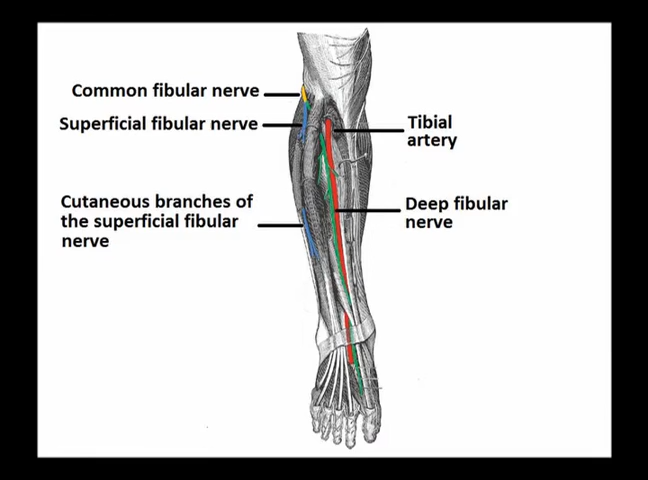 Common fibular nerve
Superficial fibular nerve
Tibial
artery
Cutaneous branches of
the superficial fibular
nerve
Deep fibular
nerve